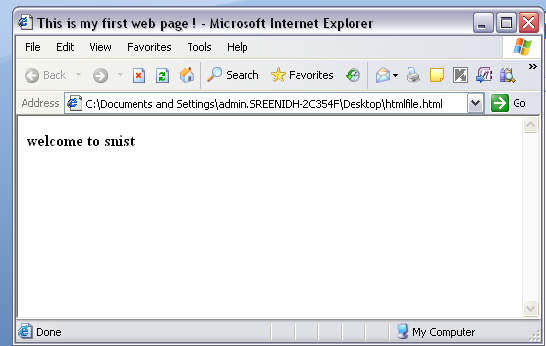 This is my first web page ! - Microsoft Internet Explorer
File Edit View Favorites Tools Help
Back Search Favorites
Address C:\Documents and Settings\admin.SREENIDH-2C354F\Desktop\htmlfile.html Go
welcome to snist
Done My Computer